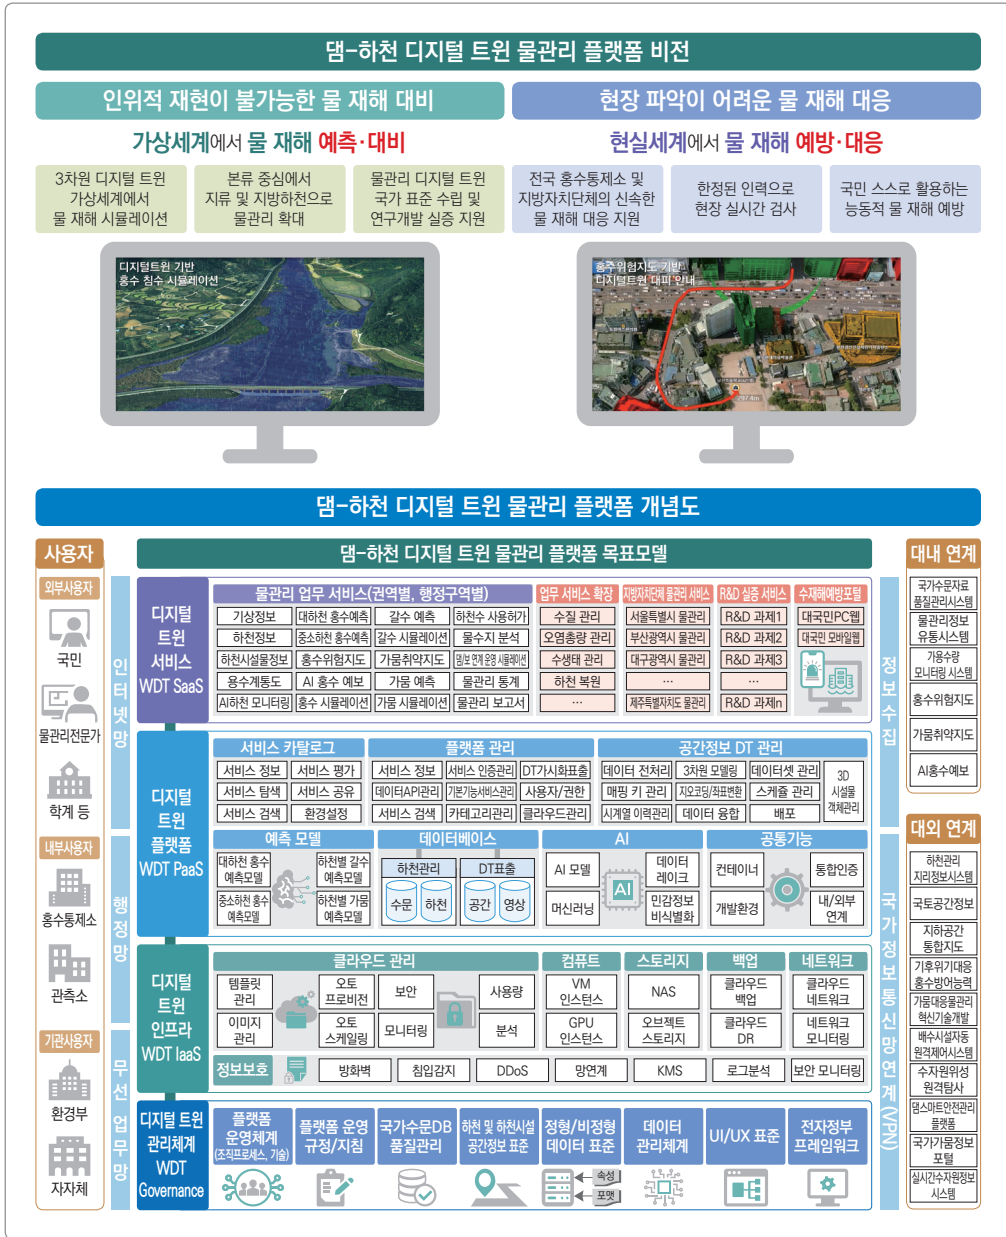 댐-하천 디지털 트윈 물관리 플랫폼 비전
인위적 재현이 불가능한 물 재해 대비
현장 파악이 어려운 물 재해 대응
가상세계에서 물 재해 예측·대비
현실세계에서 물 재해 예방·대응
3차원 디지털 트윈
가상세계에서
물 재해 시뮬레이션
본류 중심에서
지류 및 지방하천으로
물관리 확대
물관리 디지털 트윈
국가 표준 수립 및
연구개발 실증 지원
전국 홍수통제소 및
지방자치단체의 신속한
물 재해 대응 지원
한정된 인력으로
현장 실시간 검사
국민 스스로 활용하는
능동적 물 재해 예방
디지털트윈 기반
홍수 침수 시뮬레이션
홍수위험지도 기반
디지털트윈 대피 안내
297.4m
댐-하천 디지털 트윈 물관리 플랫폼 개념도
사용자
외부사용자
국민
물관리전문가
학계 등
내부사용자
홍수통제소
관측소
기관사용자
환경부
지자체
인터넷망
행정망
무선 업무망
댐-하천 디지털 트윈 물관리 플랫폼 목표모델
디지털
트윈
서비스
WDT SaaS
물관리 업무 서비스(권역별, 행정구역별)
기상정보
대하천 홍수예측
갈수 예측
하천수 사용허가
하천정보
중소하천 홍수예측
갈수 시뮬레이션
물수지 분석
하천시설물정보
홍수위험지도
가뭄취약지도
댐/보 연계 운영 시뮬레이션
용수계통도
AI 홍수 예보
가뭄 예측
물관리 통계
AI하천 모니터링
홍수 시뮬레이션
가뭄 시뮬레이션
물관리 보고서
업무 서비스 확장
수질 관리
오염총량 관리
수생태 관리
하천 복원
…
지방자치단체 물관리 서비스
서울특별시 물관리
부산광역시 물관리
대구광역시 물관리
…
제주특별자치도 물관리
R&D 실증 서비스
R&D 과제1
R&D 과제2
R&D 과제3
…
R&D 과제n
수재해예방포털
대국민PC웹
대국민 모바일웹
디지털
트윈
플랫폼
WDT PaaS
서비스 카탈로그
서비스 정보
서비스 평가
서비스 탐색
서비스 공유
서비스 검색
환경설정
플랫폼 관리
서비스 정보
서비스 인증관리
DT가시화표출
데이터API관리
기본기능서비스관리
사용자/권한
서비스 검색
카테고리관리
클라우드관리
공간정보 DT 관리
데이터 전처리
3차원 모델링
데이터셋 관리
매핑 키 관리
지오코딩/좌표변환
스케쥴 관리
시계열 이력관리
데이터 융합
배포
3D
시설물
객체관리
예측 모델
대하천 홍수
예측모델
하천별 갈수
예측모델
중소하천 홍수
예측모델
하천별 가뭄
예측모델
데이터베이스
하천관리
DT표출
수문
하천
공간
영상
AI
AI 모델
데이터
레이크
AI
머신러닝
민감정보
비식별화
공통기능
컨테이너
통합인증
개발환경
내/외부
연계
디지털
트윈
인프라
WDT IaaS
클라우드 관리
템플릿
관리
오토
프로비전
보안
사용량
이미지
관리
오토
스케일링
모니터링
분석
컴퓨트
VM
인스턴스
GPU
인스턴스
스토리지
NAS
오브젝트
스토리지
백업
클라우드
백업
클라우드
DR
네트워크
클라우드
네트워크
네트워크
모니터링
정보보호
방화벽
침입감지
DDoS
망연계
KMS
로그분석
보안 모니터링
디지털 트윈
관리체계
WDT
Governance
플랫폼
운영체계
(조직프로세스, 기술)
플랫폼 운영
규정/지침
국가수문DB
품질관리
하천 및 하천시설
공간정보 표준
정형/비정형
데이터 표준
속성
포맷
데이터
관리체계
UI/UX 표준
전자정부
프레임워크
정보수집
국가정보통신망연계(VPN)
대내 연계
국가수문자료
품질관리시스템
물관리정보
유통시스템
가용수량
모니터링 시스템
홍수위험지도
가뭄취약지도
AI홍수예보
대외 연계
하천관리
지리정보시스템
국토공간정보
지하공간
통합지도
기후위기대응
홍수방어능력
가뭄대응물관리
혁신기술개발
배수시설자동
원격제어시스템
수자원위성
원격탐사
댐스마트안전관리
플랫폼
국가가뭄정보
포털
실시간수자원정보
시스템